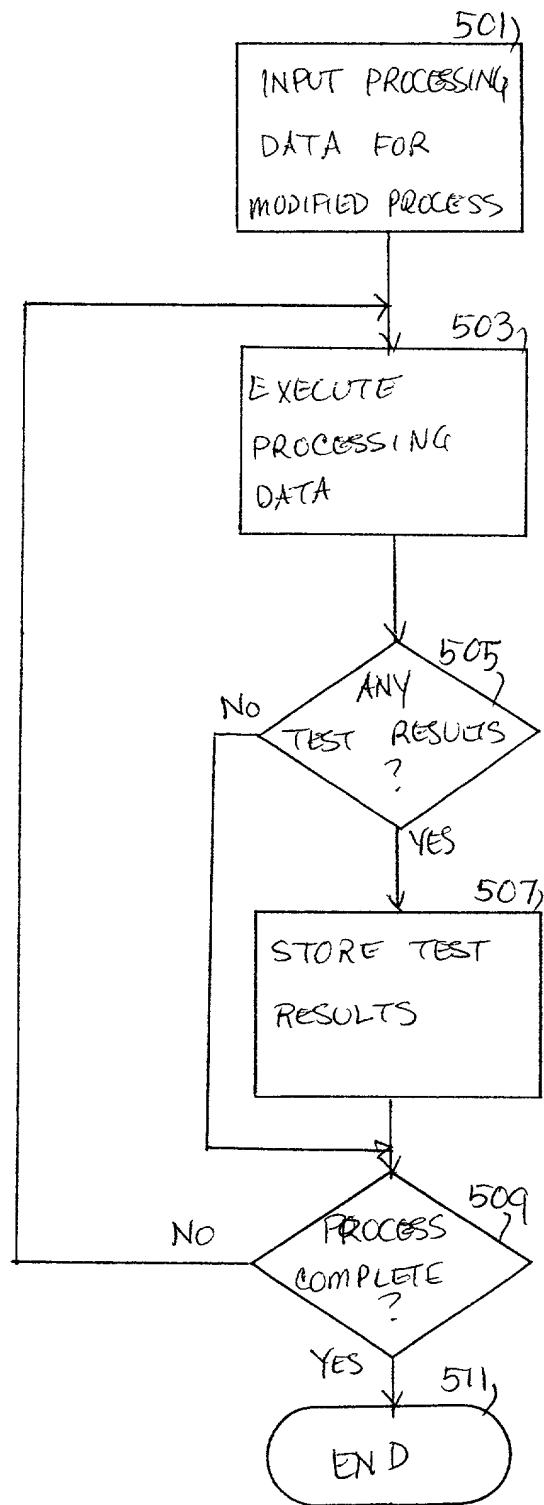 501
INPUT PROCESSING
DATA FOR
MODIFIED PROCESS
503
EXECUTE
PROCESSING
DATA
505
ANY
TEST RESULTS
?
NO
YES
507
STORE TEST
RESULTS
509
PROCESS
COMPLETE
?
NO
YES
511
END